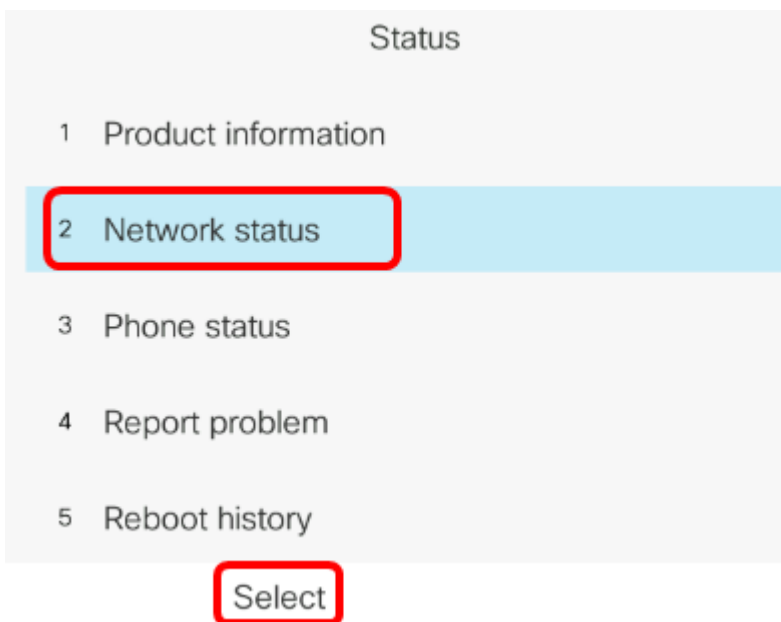 Status
1 Product information
2 Network status
3 Phone status
4 Report problem
5 Reboot history
Select